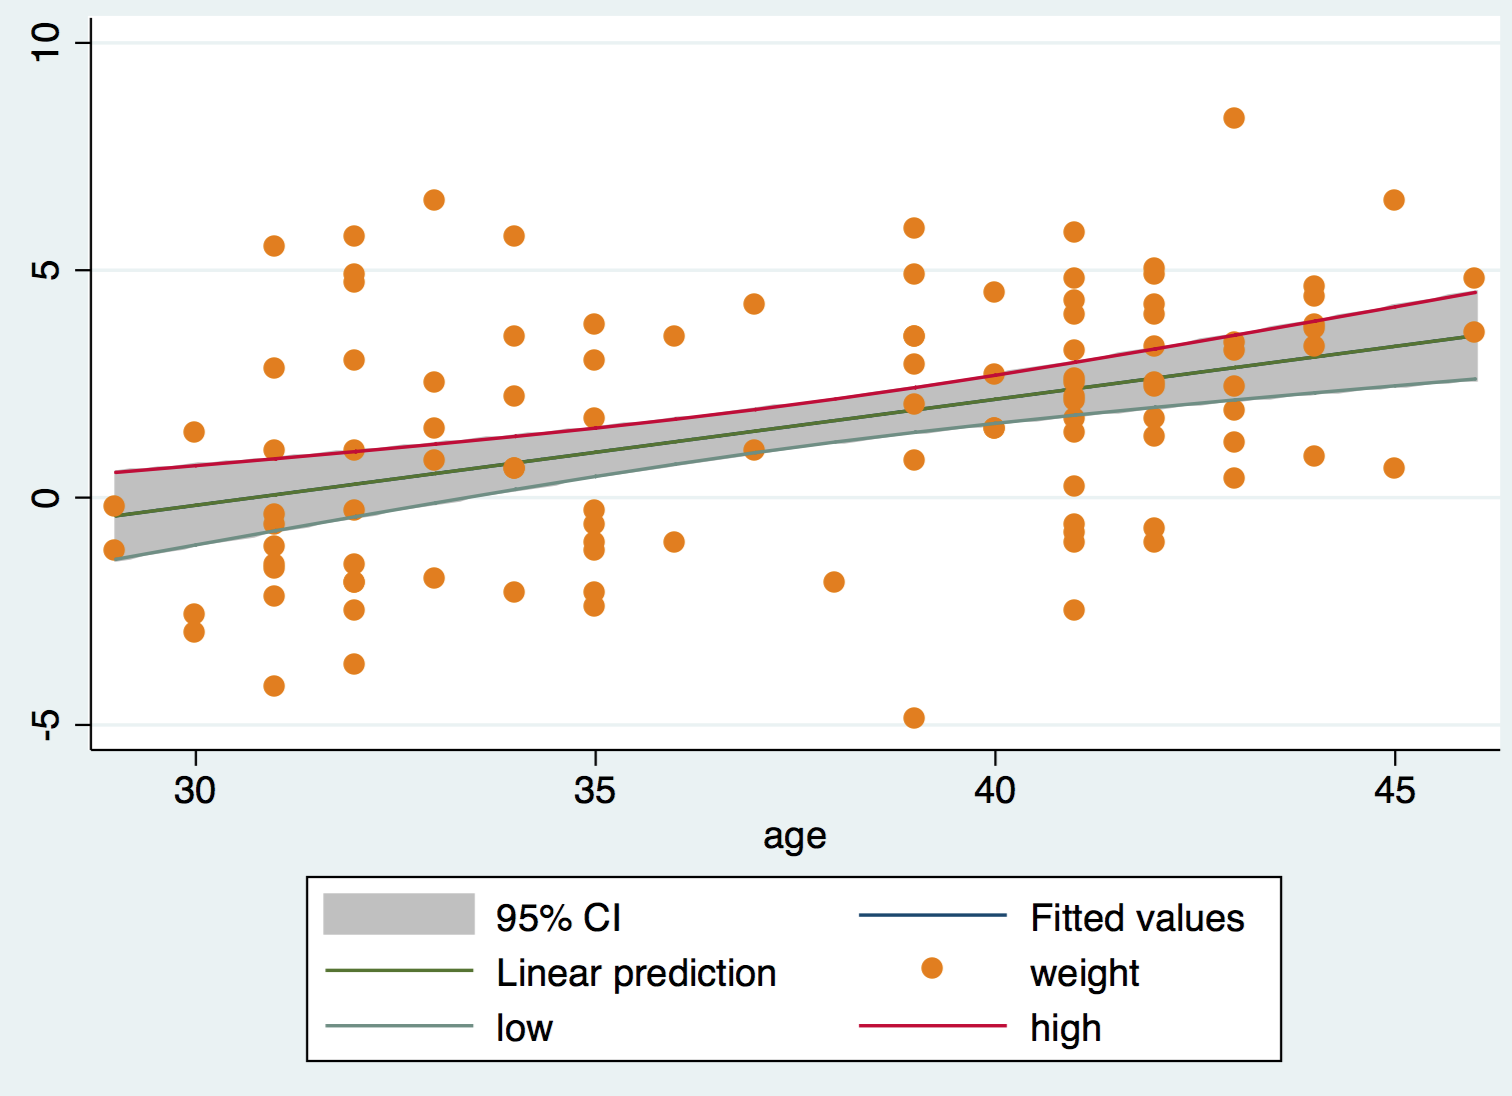 10
5
0
-5
30 35 40 45
age
95% CI Fitted values
Linear prediction weight
low high